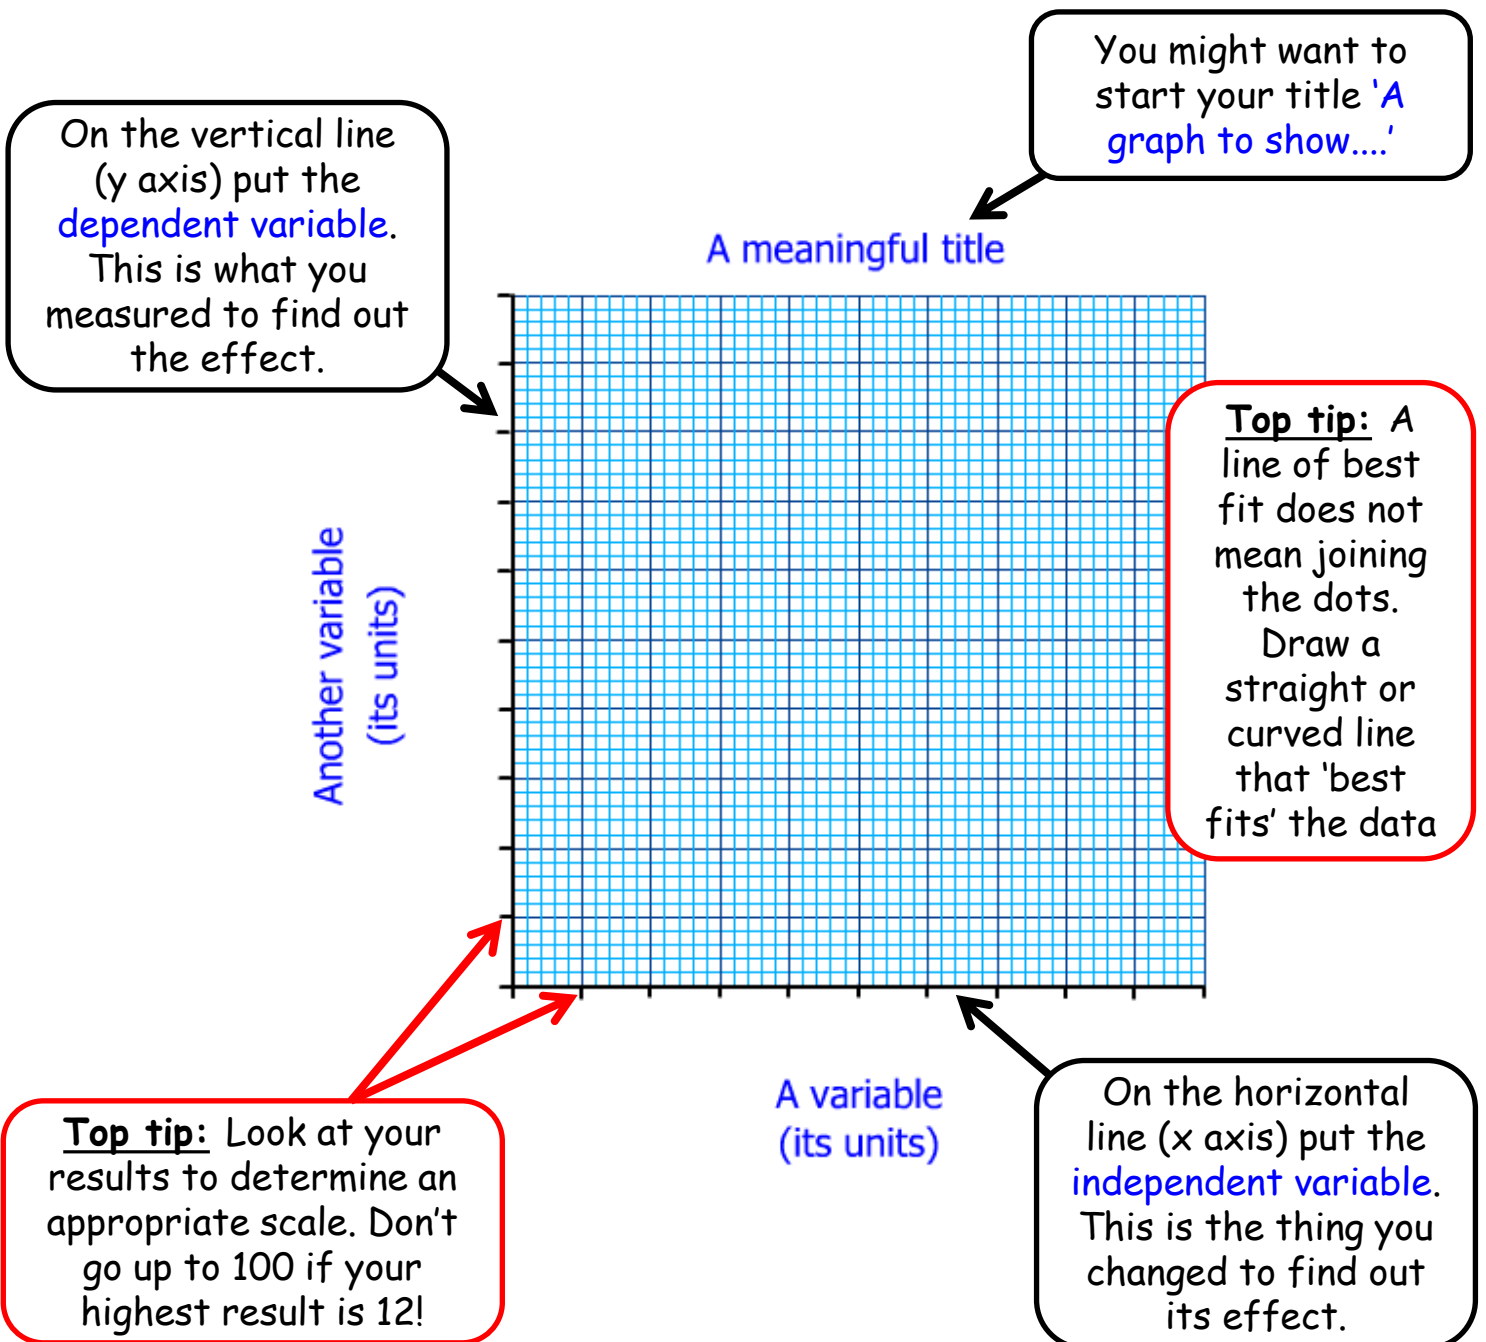 You might want to
start your title ‘A
graph to show....’
On the vertical line
(y axis) put the
dependent variable.
This is what you
measured to find out
the effect.
A meaningful title
Top tip: A
line of best
fit does not
mean joining
the dots.
Draw a
straight or
curved line
that ‘best
fits’ the data
Another variable
(its units)
A variable
(its units)
Top tip: Look at your
results to determine an
appropriate scale. Don’t
go up to 100 if your
highest result is 12!
On the horizontal
line (x axis) put the
independent variable.
This is the thing you
changed to find out
its effect.